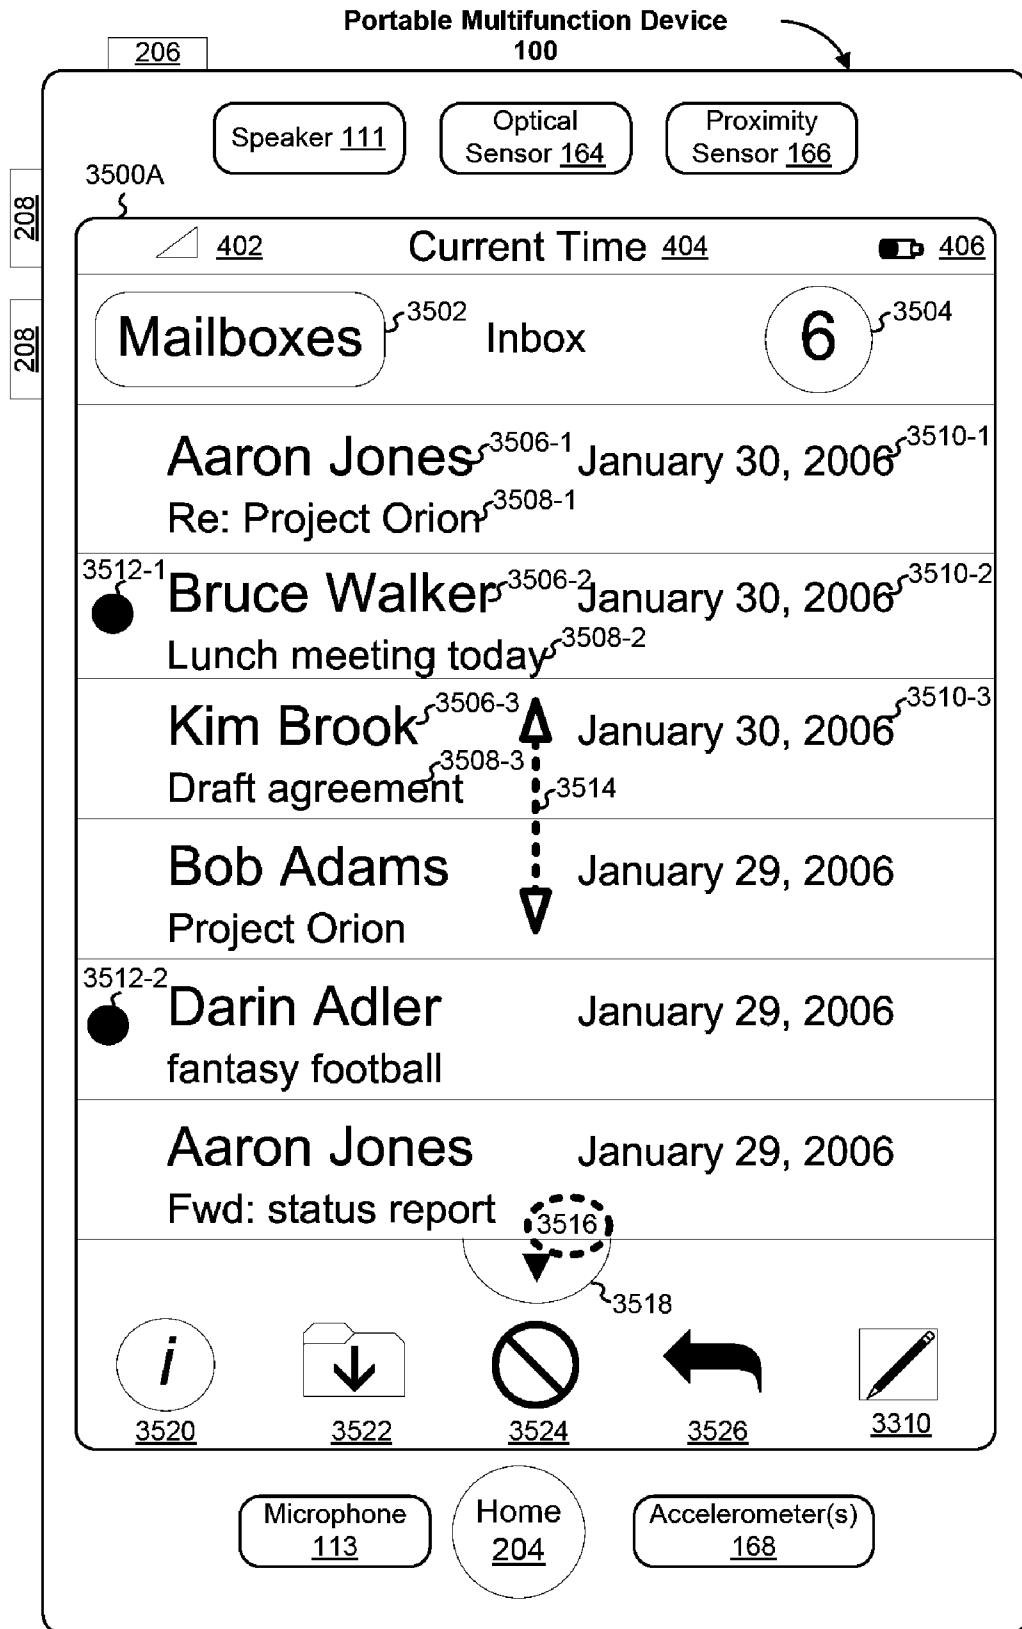 Portable Multifunction Device
100
206
Speaker 111
Optical
Sensor 164
Proximity
Sensor 166
3500A
208
208
402
Current Time 404
406
Mailboxes
3502
Inbox
6
3504
Aaron Jones
3506-1
January 30, 2006
3510-1
Re: Project Orion
3508-1
3512-1
Bruce Walker
3506-2
January 30, 2006
3510-2
Lunch meeting today
3508-2
Kim Brook
3506-3
January 30, 2006
3510-3
Draft agreement
3508-3
3514
Bob Adams
January 29, 2006
Project Orion
3512-2
Darin Adler
January 29, 2006
fantasy football
Aaron Jones
January 29, 2006
Fwd: status report
3516
3518
i
3520
3522
3524
3526
3310
Microphone
113
Home
204
Accelerometer(s)
168